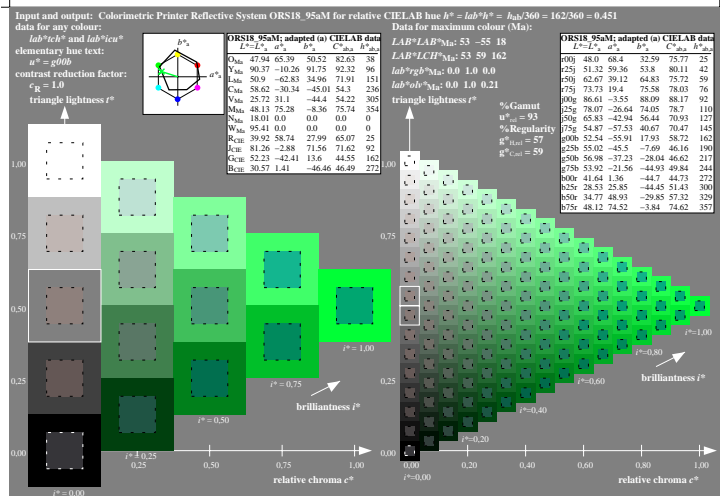 Input and output: Colorimetric Printer Reflective System ORS18_95aM for relative CIELAB hue h* = lab*h* = hab/360 = 162/360 = 0.451
data for any colour:
lab*tch* and lab*icu*
elementary hue text:
u* = g00b
contrast reduction factor:
cR = 1.0
triangle lightness t*
b*a
a*a
ORS18_95aM; adapted (a) CIELAB data
L*=L*a a*a b*a C*ab,a h*ab,a
OMa 47.94 65.39 50.52 82.63 38
YMa 90.37 −10.26 91.75 92.32 96
LMa 50.9 −62.83 34.96 71.91 151
CMa 58.62 −30.34 −45.01 54.3 236
VMa 25.72 31.1 −44.4 54.22 305
MMa 48.13 75.28 −8.36 75.74 354
NMa 18.01 0.0 0.0 0.0 0
WMa 95.41 0.0 0.0 0.0 0
RCIE 39.92 58.74 27.99 65.07 25
JCIE 81.26 −2.88 71.56 71.62 92
GCIE 52.23 −42.41 13.6 44.55 162
BCIE 30.57 1.41 −46.46 46.49 272
1,00
0,75
0,50
0,25
0,00
0,25
0,50
0,75
1,00
relative chroma c*
i* = 1,00
i* = 0,75
i* = 0,50
i* = 0,25
i* = 0,00
brilliantness i*
Data for maximum colour (Ma):
LAB*LAB*Ma: 53 −55 18
LAB*LCH*Ma: 53 59 162
lab*rgb*Ma: 0.0 1.0 0.0
lab*olv*Ma: 0.0 1.0 0.21
triangle lightness t*
%Gamut
u*rel = 93
%Regularity
g*H,rel = 57
g*C,rel = 59
ORS18_95aM; adapted (a) CIELAB data
L*=L*a a*a b*a C*ab,a h*ab,a
r00j 48.0 68.4 32.59 75.77 25
r25j 51.32 59.36 53.8 80.11 42
r50j 62.67 39.12 64.83 75.72 59
r75j 73.73 19.4 75.58 78.03 76
j00g 86.61 −3.55 88.09 88.17 92
j25g 78.07 −26.64 74.05 78.7 110
j50g 65.83 −42.94 56.44 70.93 127
j75g 54.87 −57.53 40.67 70.47 145
g00b 52.54 −55.91 17.93 58.72 162
g25b 55.02 −45.5 −7.69 46.16 190
g50b 56.98 −37.23 −28.04 46.62 217
g75b 53.92 −21.56 −44.93 49.84 244
b00r 41.64 1.36 −44.7 44.73 272
b25r 28.53 25.85 −44.45 51.43 300
b50r 34.77 48.93 −29.85 57.32 329
b75r 48.12 74.52 −3.84 74.62 357
1,00
0,75
0,50
0,25
0,00
0,00
0,20
0,40
0,60
0,80
1,00
relative chroma c*
i*=1,00
i*=0,80
i*=0,60
i*=0,40
i*=0,20
i*=0,00
brilliantness i*